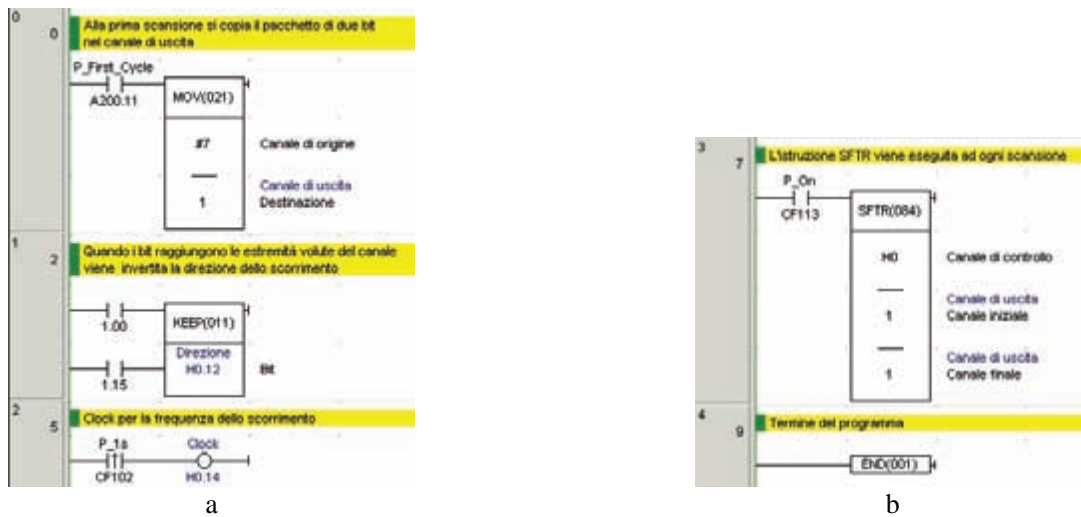 0
0
Alla prima scansione si copia il pacchetto di due bit
nel canale di uscita
P_First_Cycle
A200.11
MOV(021)
#7
Canale di origine
Canale di uscita
1
Destinazione
1
2
Quando i bit raggiungono le estremità volute del canale
viene invertita la direzione dello scorrimento
1.00
KEEP(011)
Direzione
H0.12
Bit
1.15
2
5
Clock per la frequenza dello scorrimento
P_1s
Clock
CF102
H0.14
a
3
7
L'istruzione SFTR viene eseguita ad ogni scansione
P_On
CF113
SFTR(084)
H0
Canale di controllo
Canale di uscita
1
Canale iniziale
Canale di uscita
1
Canale finale
4
9
Termine del programma
END(001)
b